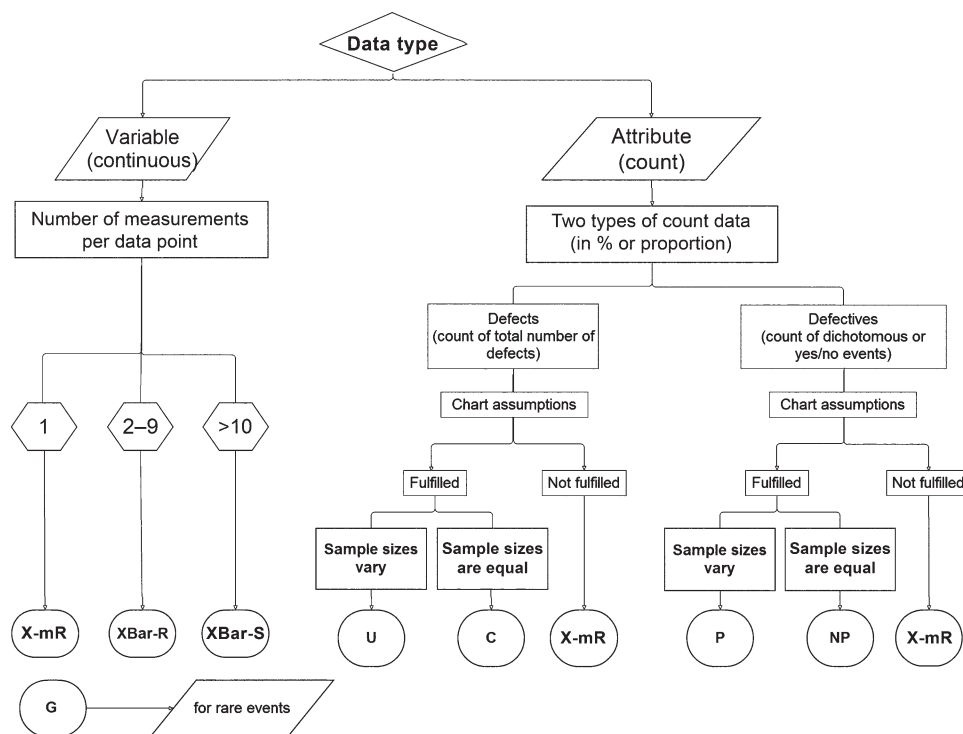 Data type
Variable
(continuous)
Attribute
(count)
Number of measurements
per data point
Two types of count data
(in % or proportion)
Defects
(count of total number of
defects)
Defectives
(count of dichotomous or
yes/no events)
Chart assumptions
Chart assumptions
1
2–9
>10
Fulfilled
Not fulfilled
Fulfilled
Not fulfilled
Sample sizes
vary
Sample sizes
are equal
Sample sizes
vary
Sample sizes
are equal
X-mR
XBar-R
XBar-S
U
C
X-mR
P
NP
X-mR
G
for rare events